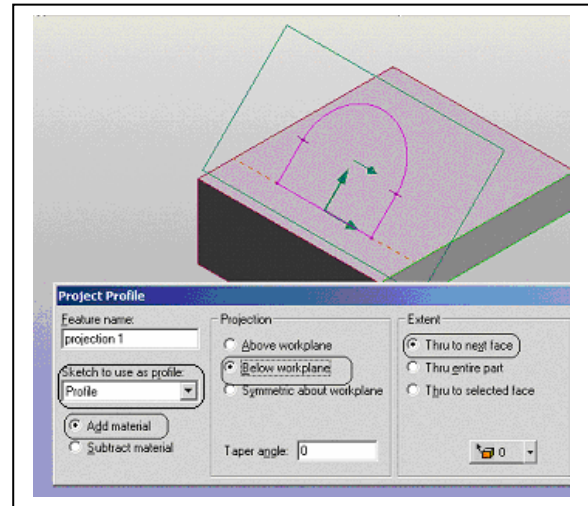 Project Profile
Feature name:
projection 1
Sketch to use as profile:
Profile
Add material
Subtract material
Projection
Above workplane
Below workplane
Symmetric about workplane
Taper angle: 0
Extent
Thru to next face
Thru entire part
Thru to selected face
0